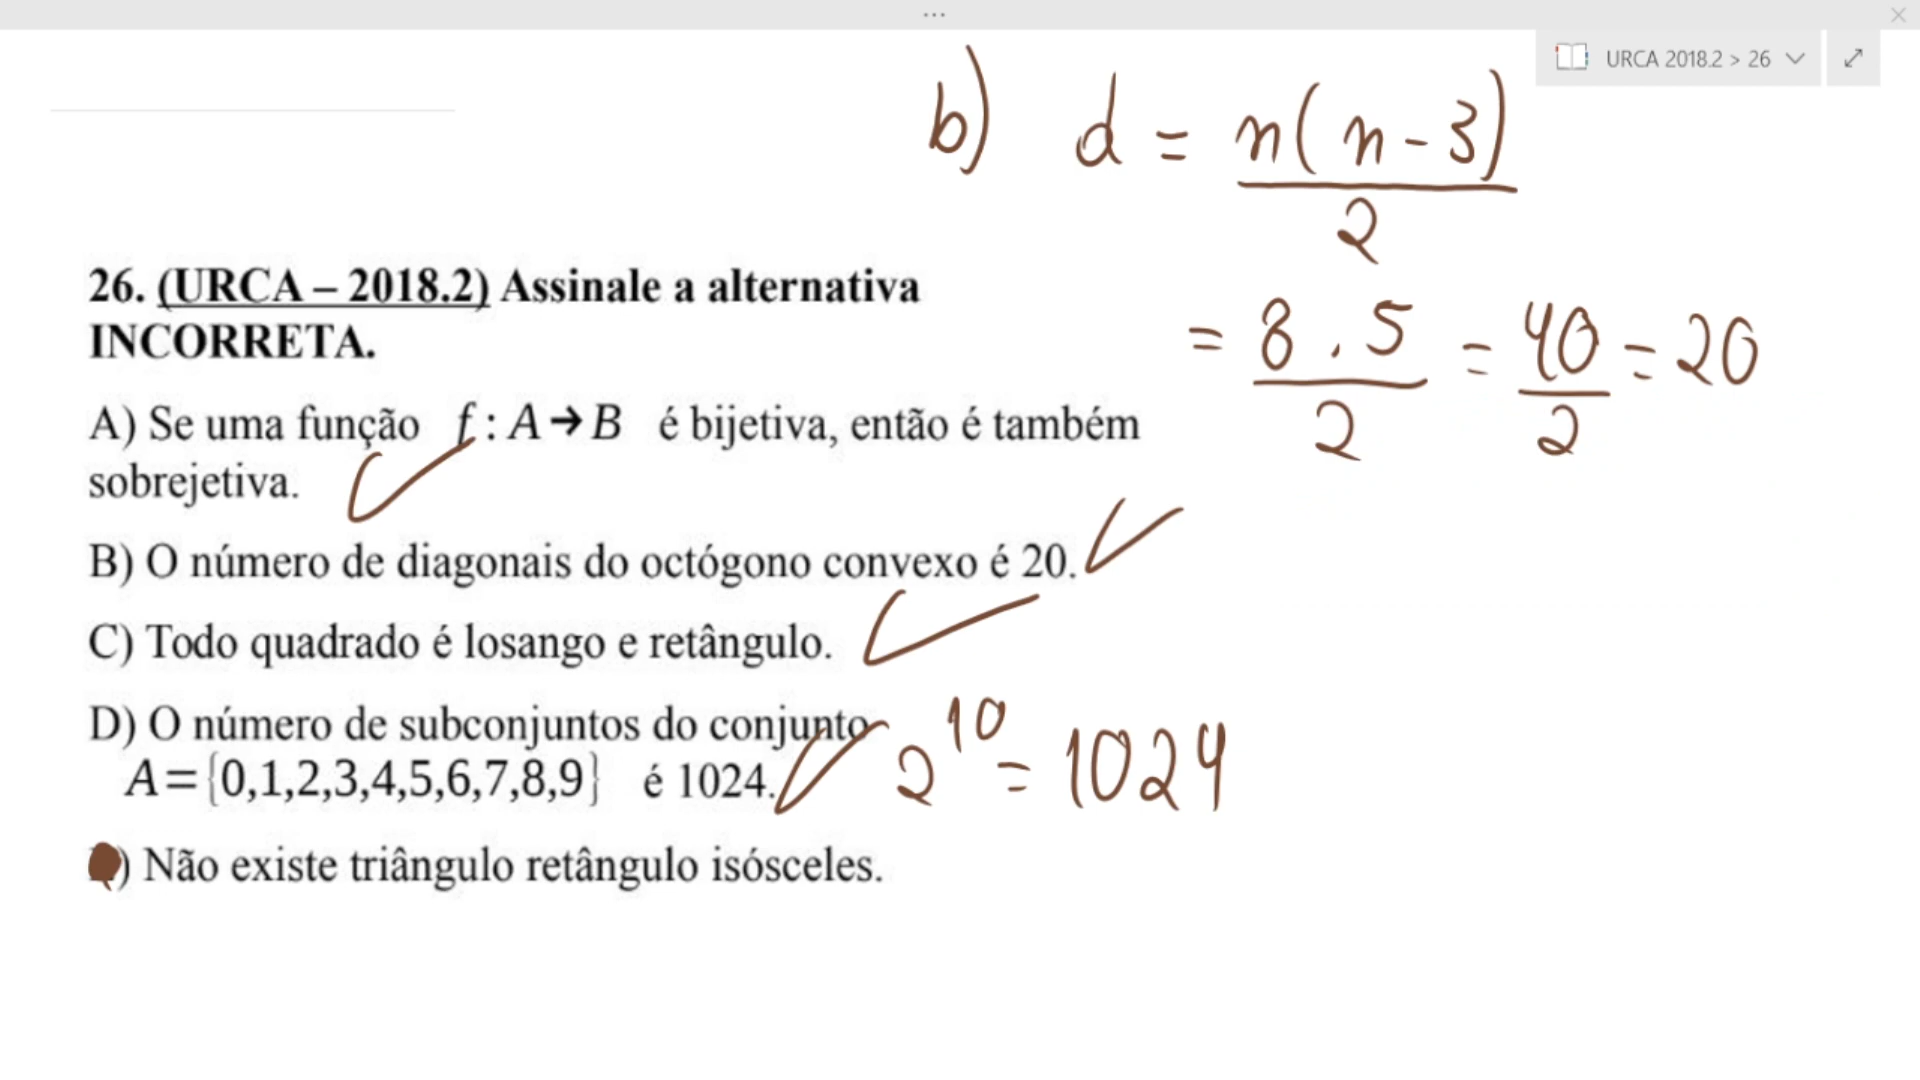 ...
URCA 2018.2 > 26
b) d = n(n-3)
2
= 8 . 5 = 40 = 20
2 2
26. (URCA – 2018.2) Assinale a alternativa
INCORRETA.
A) Se uma função f : A → B é bijetiva, então é também
sobrejetiva.
B) O número de diagonais do octógono convexo é 20.
C) Todo quadrado é losango e retângulo.
D) O número de subconjuntos do conjunto
A={0,1,2,3,4,5,6,7,8,9} é 1024.
2^10 = 1024
) Não existe triângulo retângulo isósceles.